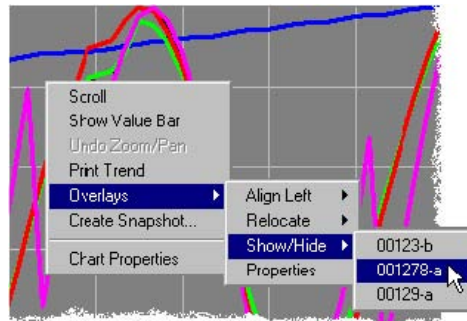 Scroll
Show Value Bar
Undo Zoom/Pan
Print Trend
Overlays
Create Snapshot...
Chart Properties
Align Left
Relocate
Show/Hide
Properties
00123-b
001278-a
00129-a